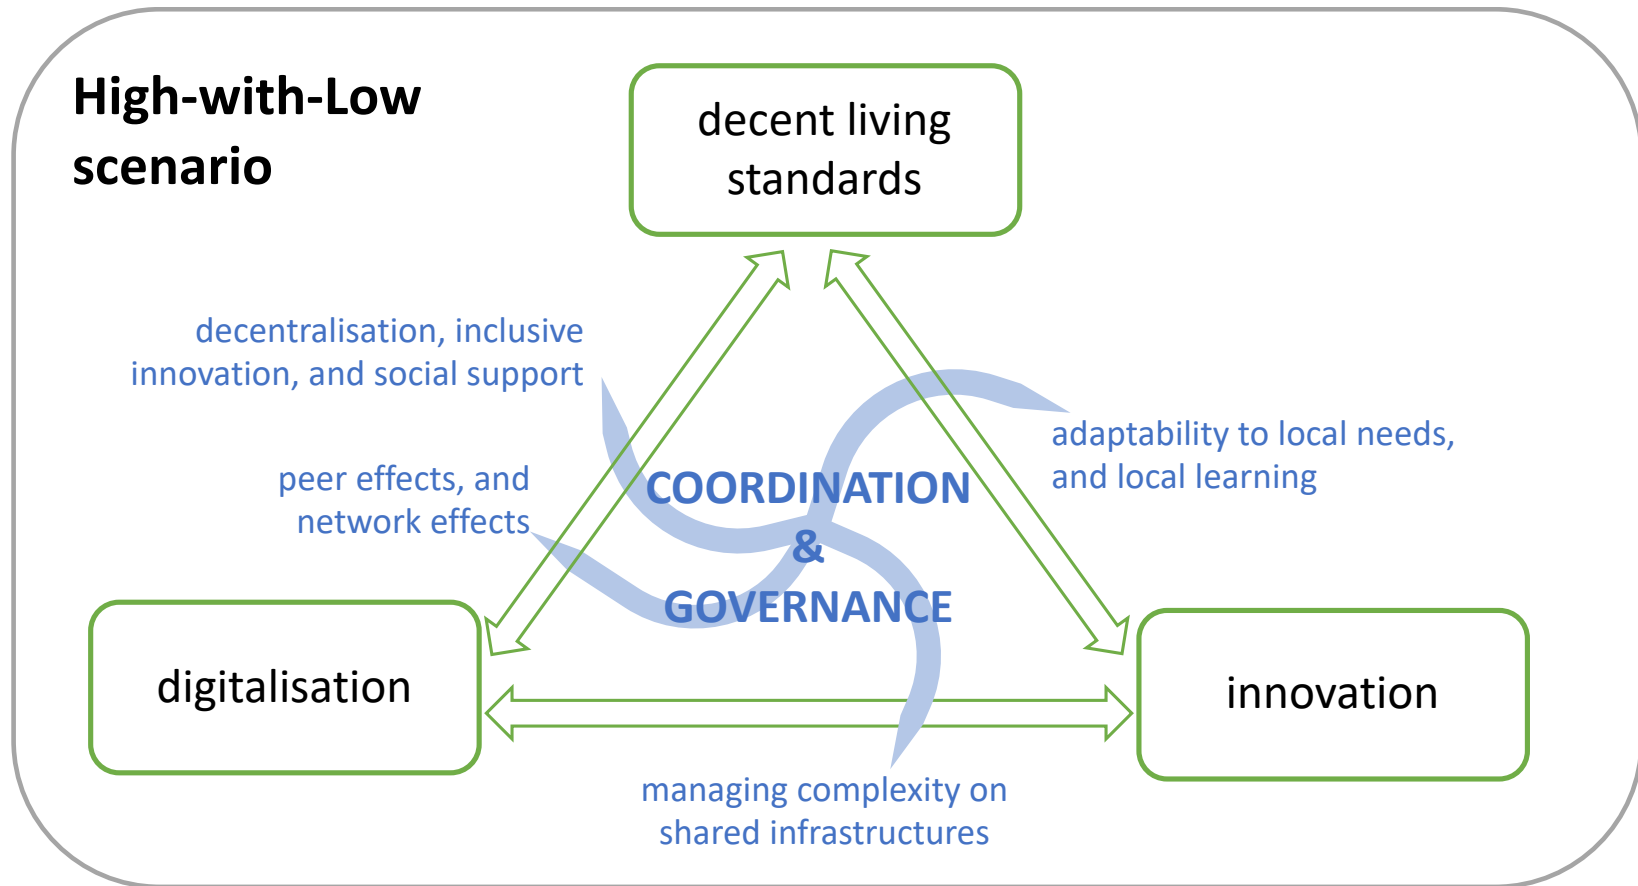 High-with-Low
scenario
decent living
standards
decentralisation, inclusive
innovation, and social support
adaptability to local needs,
and local learning
peer effects, and
network effects
COORDINATION
&
GOVERNANCE
digitalisation
innovation
managing complexity on
shared infrastructures